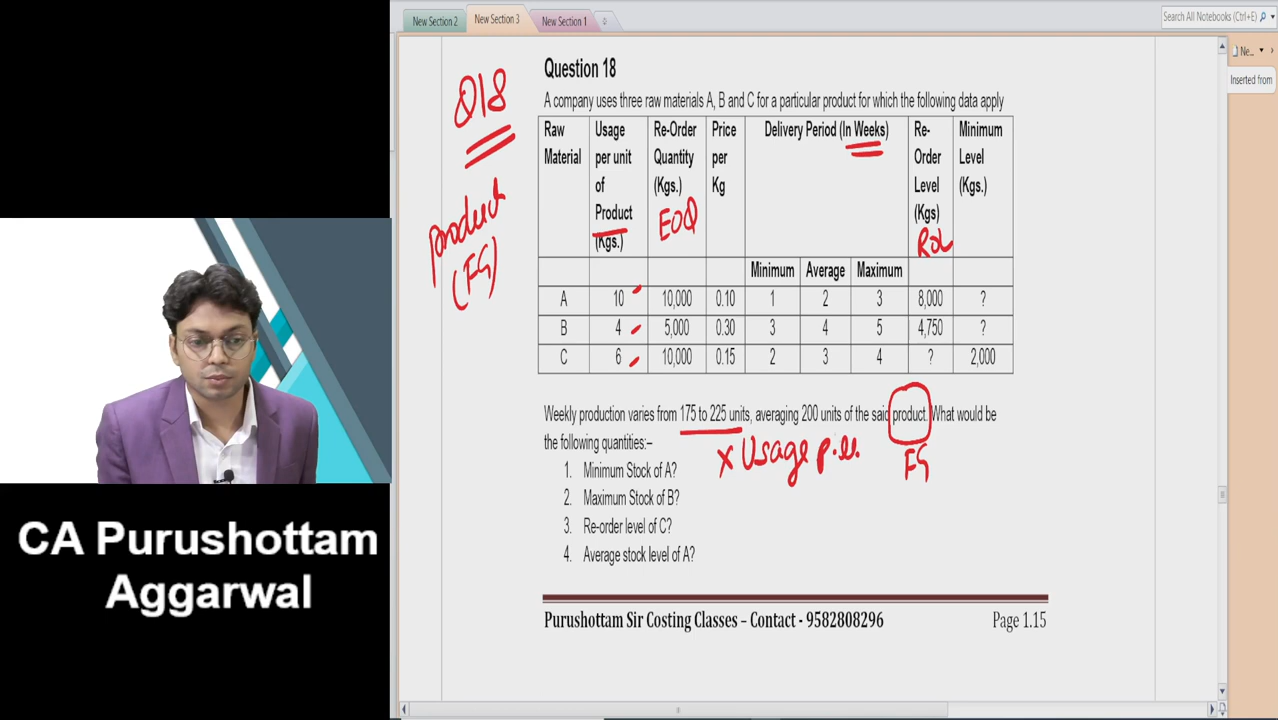 New Section 2
New Section 3
New Section 1
Search All Notebooks (Ctrl+E)
Ne...
Inserted from
Question 18
Q18
A company uses three raw materials A, B and C for a particular product for which the following data apply
Raw Material | Usage per unit of Product (Kgs.) | Re-Order Quantity (Kgs.) | Price per Kg | Delivery Period (In Weeks) | Re-Order Level (Kgs) | Minimum Level (Kgs.)
EOQ
ROL
product
(FG)
Minimum | Average | Maximum
A | 10 | 10,000 | 0.10 | 1 | 2 | 3 | 8,000 | ?
B | 4 | 5,000 | 0.30 | 3 | 4 | 5 | 4,750 | ?
C | 6 | 10,000 | 0.15 | 2 | 3 | 4 | ? | 2,000
Weekly production varies from 175 to 225 units, averaging 200 units of the said product. What would be
the following quantities:–
x Usage p.u.
FG
1. Minimum Stock of A?
2. Maximum Stock of B?
3. Re-order level of C?
4. Average stock level of A?
CA Purushottam
Aggarwal
Purushottam Sir Costing Classes – Contact - 9582808296
Page 1.15